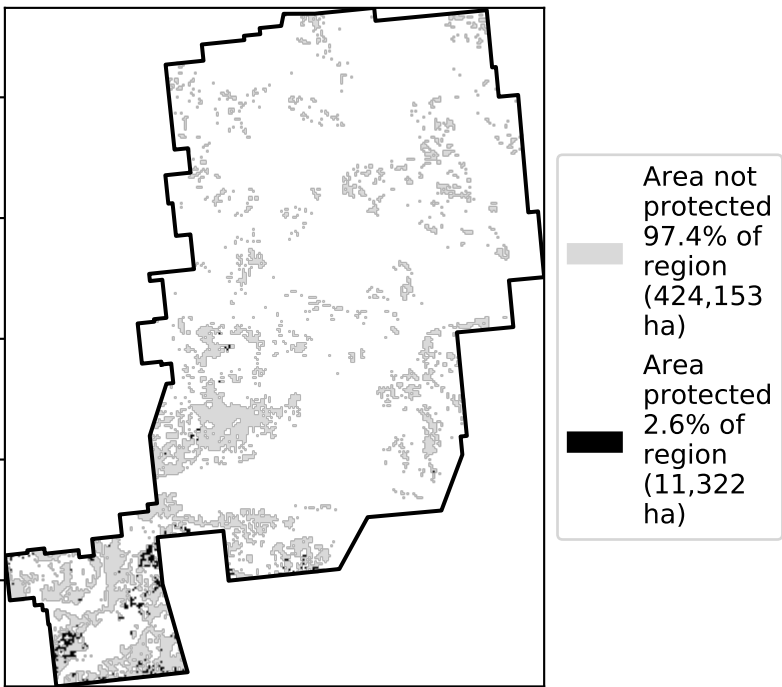 Area not
protected
97.4% of
region
(424,153
ha)
Area
protected
2.6% of
region
(11,322
ha)